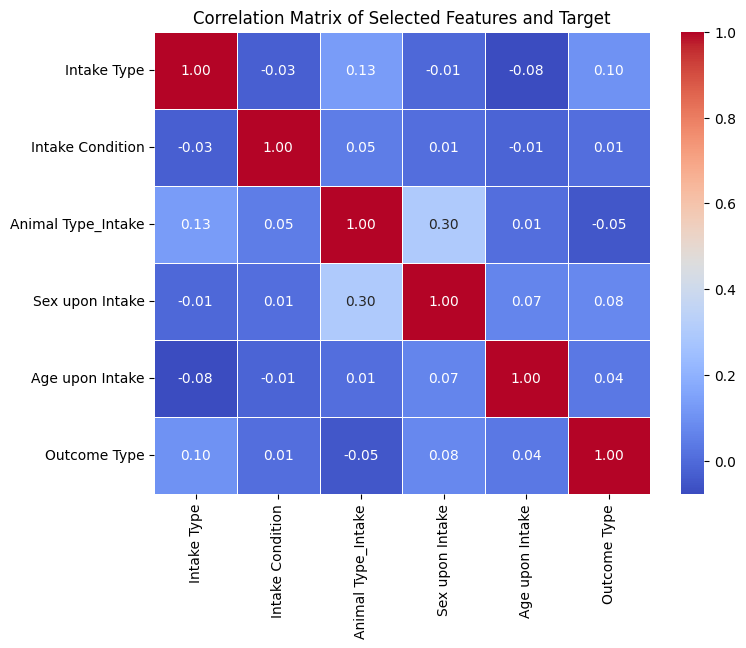 Correlation Matrix of Selected Features and Target
Intake Type 1.00 -0.03 0.13 -0.01 -0.08 0.10
Intake Condition -0.03 1.00 0.05 0.01 -0.01 0.01
Animal Type_Intake 0.13 0.05 1.00 0.30 0.01 -0.05
Sex upon Intake -0.01 0.01 0.30 1.00 0.07 0.08
Age upon Intake -0.08 -0.01 0.01 0.07 1.00 0.04
Outcome Type 0.10 0.01 -0.05 0.08 0.04 1.00
Intake Type
Intake Condition
Animal Type_Intake
Sex upon Intake
Age upon Intake
Outcome Type
1.0
0.8
0.6
0.4
0.2
0.0